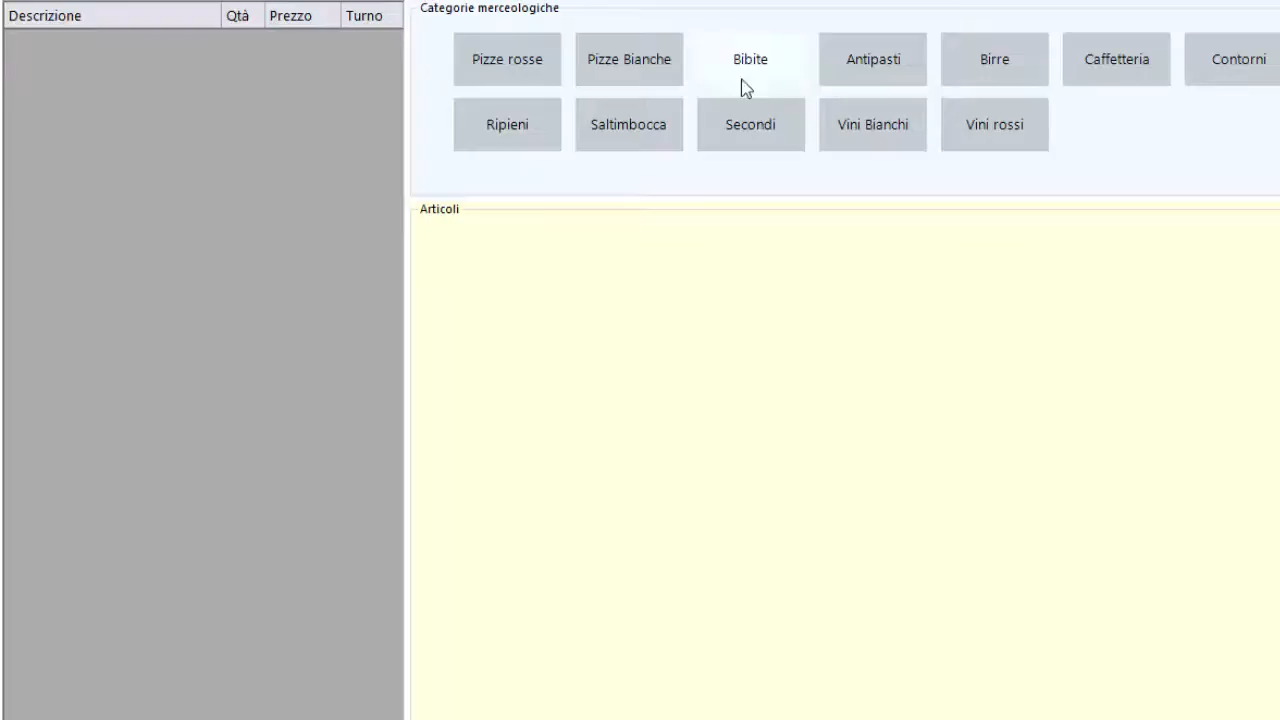 Descrizione Qtà Prezzo Turno
Categorie merceologiche
Pizze rosse Pizze Bianche Bibite Antipasti Birre Caffetteria Contorni
Ripieni Saltimbocca Secondi Vini Bianchi Vini rossi
Articoli